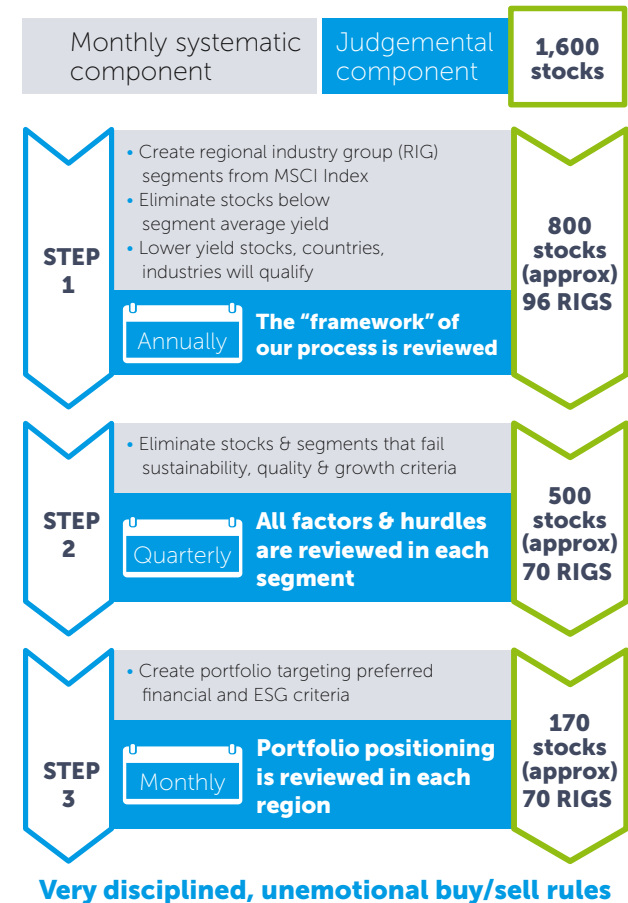 Monthly systematic
component
Judgemental
component
1,600
stocks
STEP
1
• Create regional industry group (RIG)
segments from MSCI Index
• Eliminate stocks below
segment average yield
• Lower yield stocks, countries,
industries will qualify
Annually
The “framework” of
our process is reviewed
800
stocks
(approx)
96 RIGS
STEP
2
• Eliminate stocks & segments that fail
sustainability, quality & growth criteria
Quarterly
All factors & hurdles
are reviewed in each
segment
500
stocks
(approx)
70 RIGS
STEP
3
• Create portfolio targeting preferred
financial and ESG criteria
Monthly
Portfolio positioning
is reviewed in each
region
170
stocks
(approx)
70 RIGS
Very disciplined, unemotional buy/sell rules